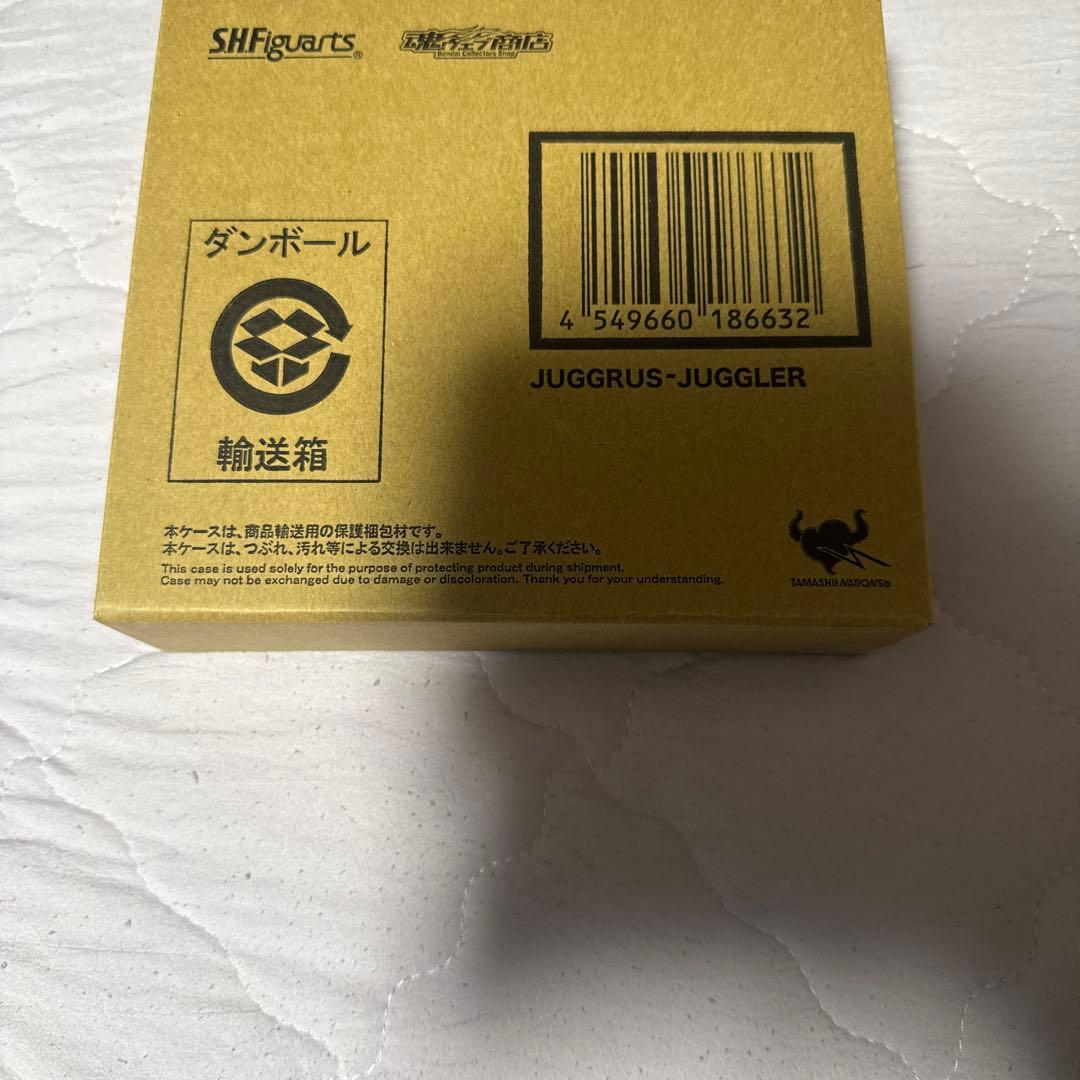 S.H.Figuarts®
魂ウェブ商店
Bandai Collectors Shop
4 549660 186632
JUGGRUS-JUGGLER
ダンボール
輸送箱
本ケースは、商品輸送用の保護梱包材です。
本ケースは、つぶれ、汚れ等による交換は出来ません。ご了承ください。
This case is used solely for the purpose of protecting product during shipment.
Case may not be exchanged due to damage or discoloration. Thank you for your understanding.
TAMASHII NATIONS®